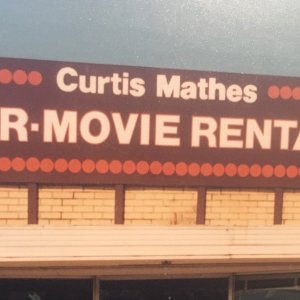 Curtis Mathes
R-MOVIE RENTA